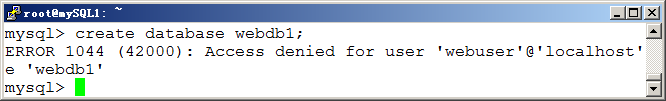 root@mySQL1: ~
mysql> create database webdb1;
ERROR 1044 (42000): Access denied for user 'webuser'@'localhost'
e 'webdb1'
mysql>